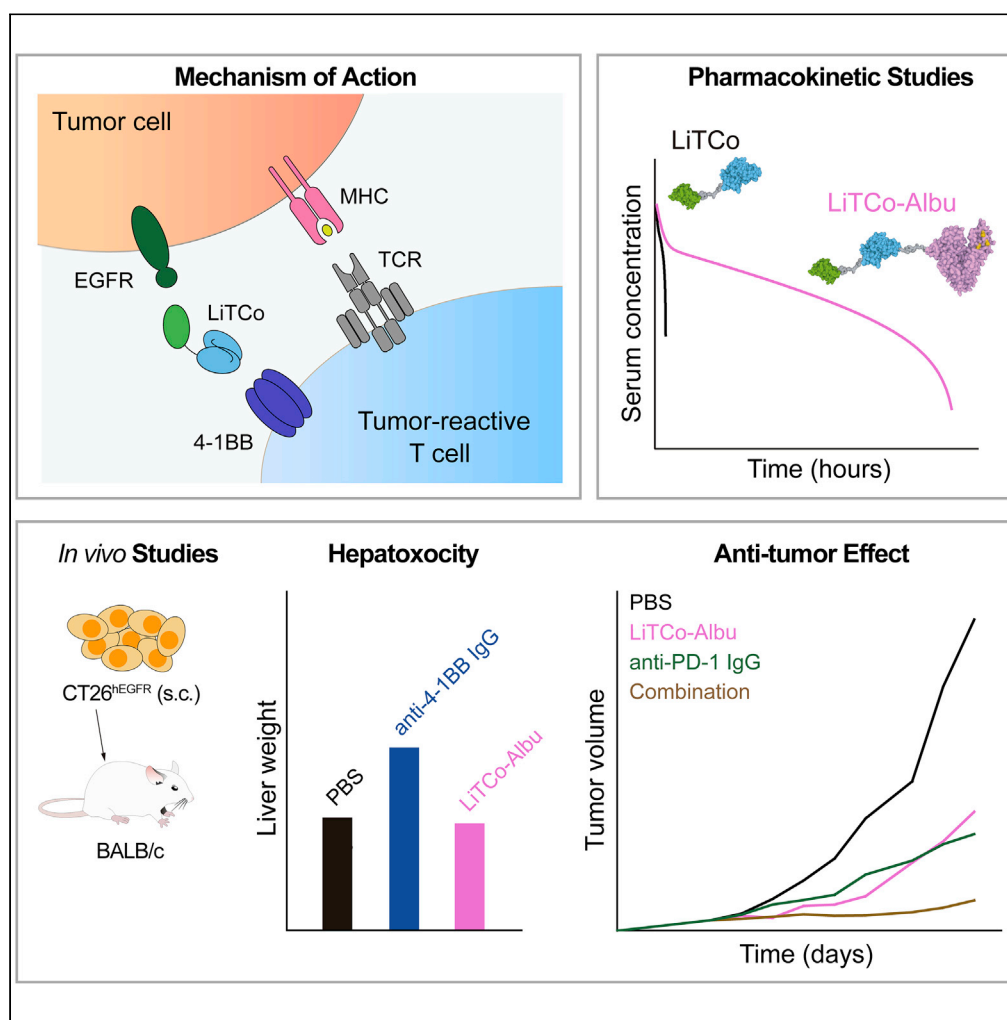 Mechanism of Action
Tumor cell
MHC
EGFR
TCR
LiTCo
4-1BB
Tumor-reactive
T cell
Pharmacokinetic Studies
LiTCo
LiTCo-Albu
Serum concentration
Time (hours)
In vivo Studies
CT26hEGFR (s.c.)
BALB/c
Hepatoxocity
Liver weight
PBS
anti-4-1BB IgG
LiTCo-Albu
Anti-tumor Effect
PBS
LiTCo-Albu
anti-PD-1 IgG
Combination
Tumor volume
Time (days)